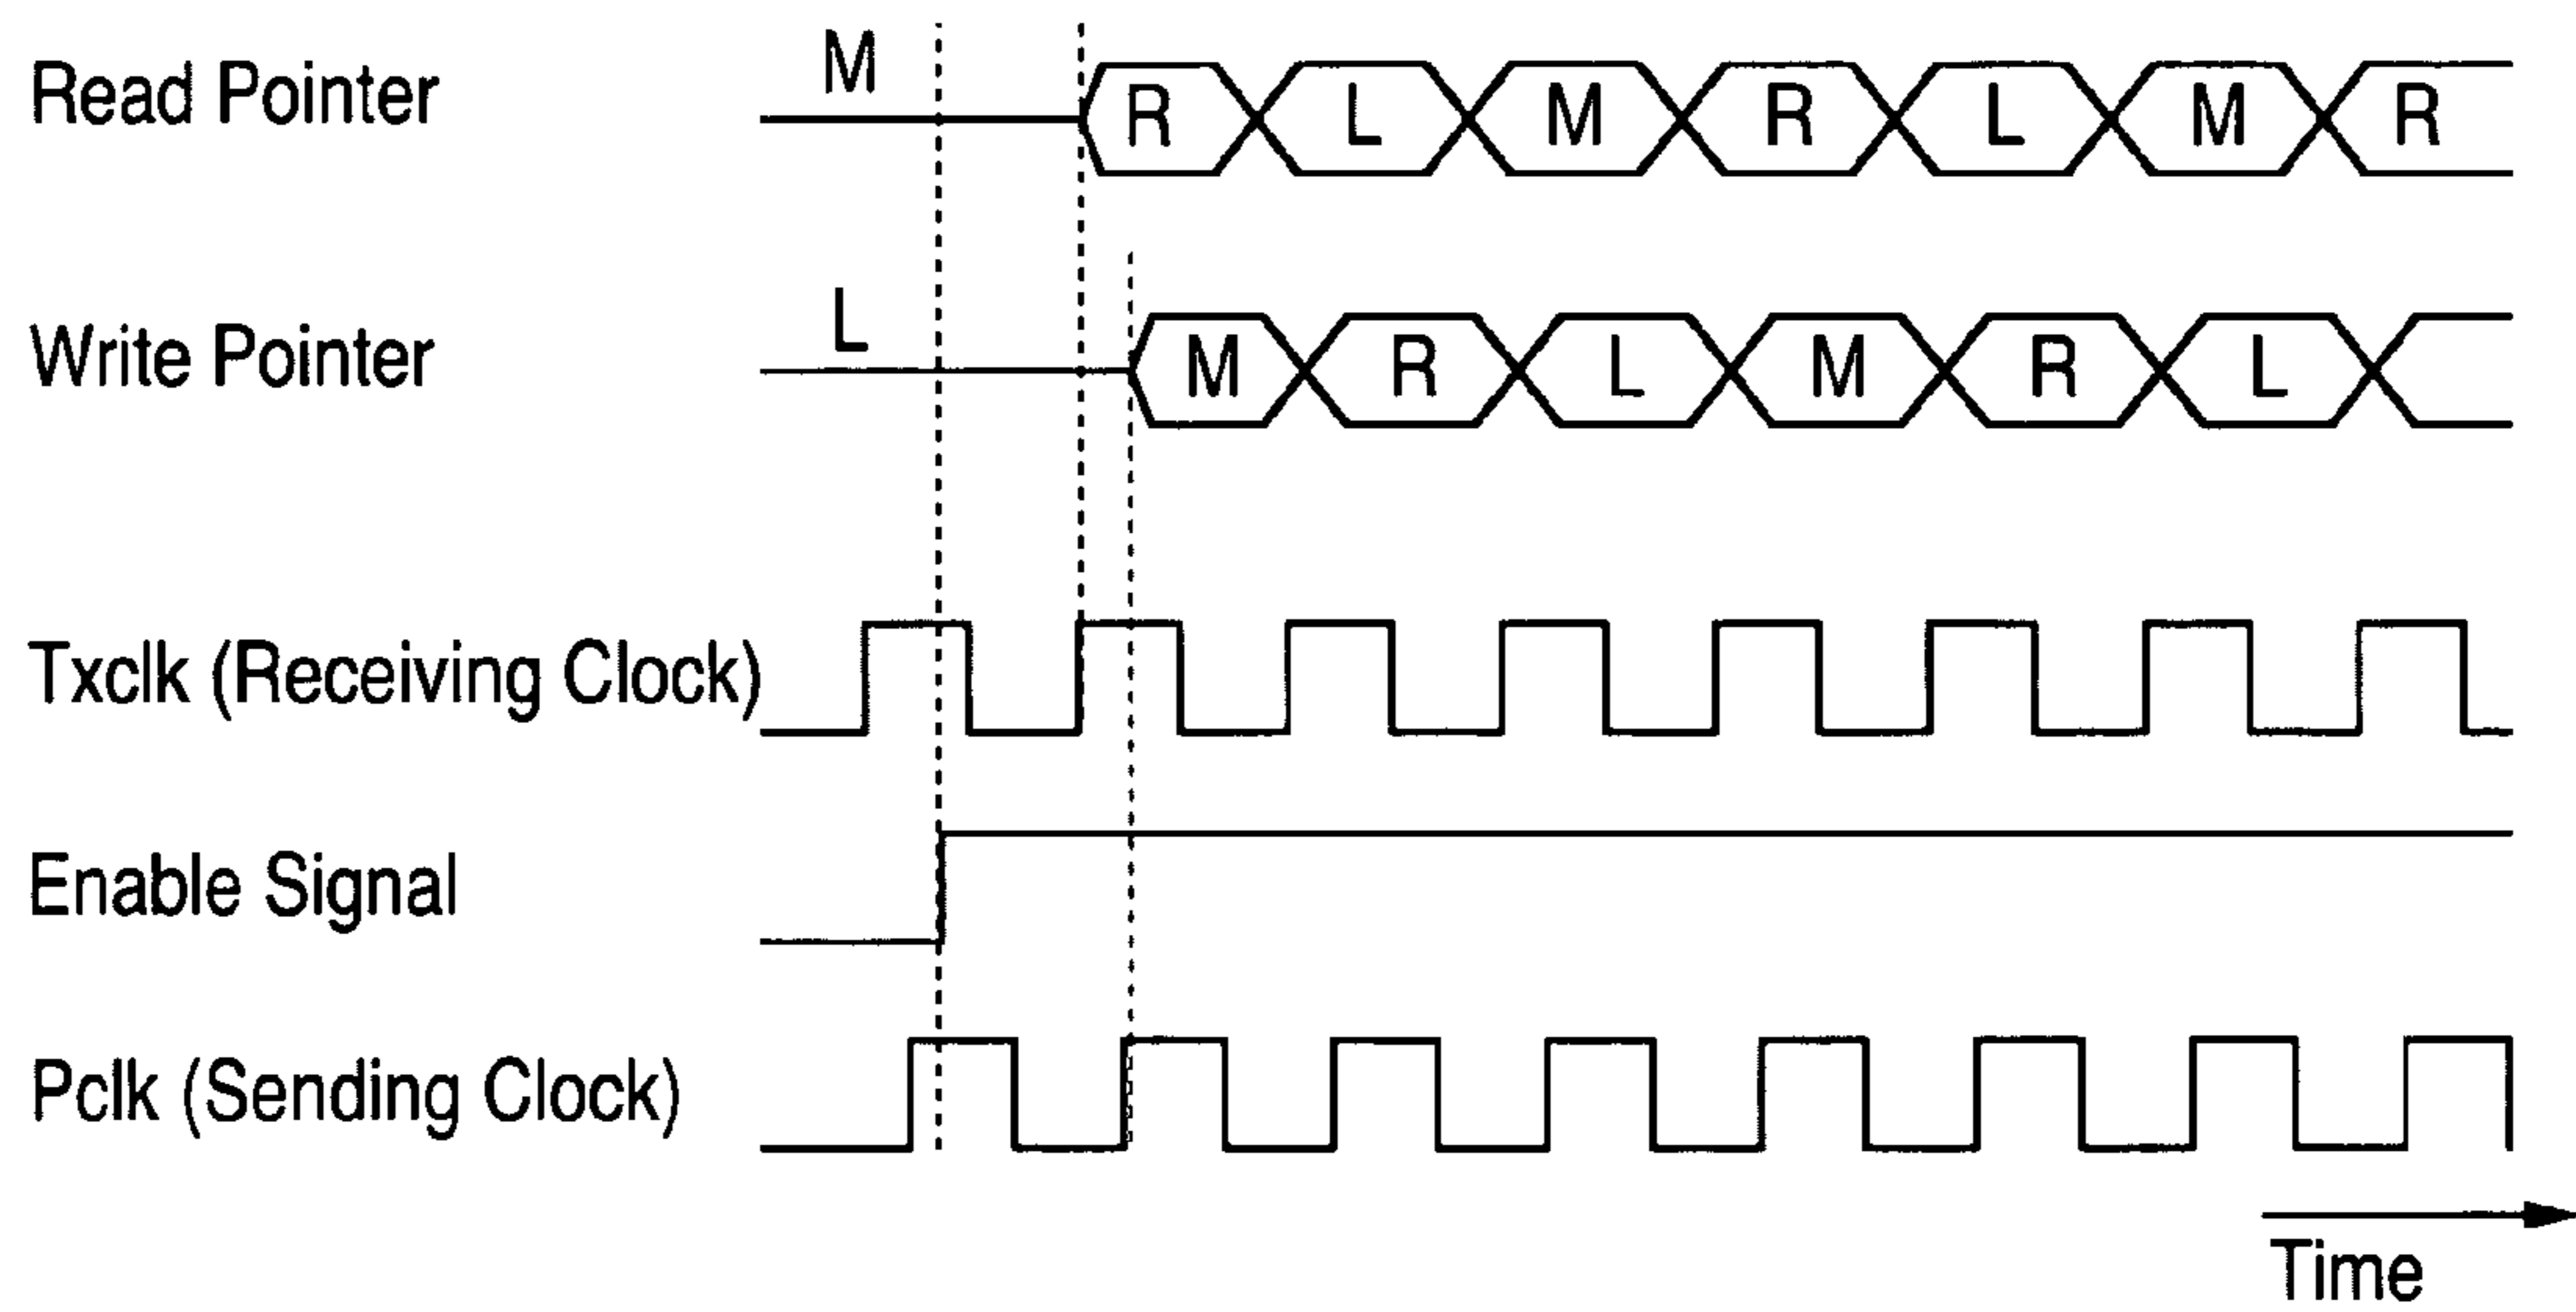 Read Pointer M R L M R L M R
Write Pointer L M R L M R L
Txclk (Receiving Clock)
Enable Signal
Pclk (Sending Clock)
Time